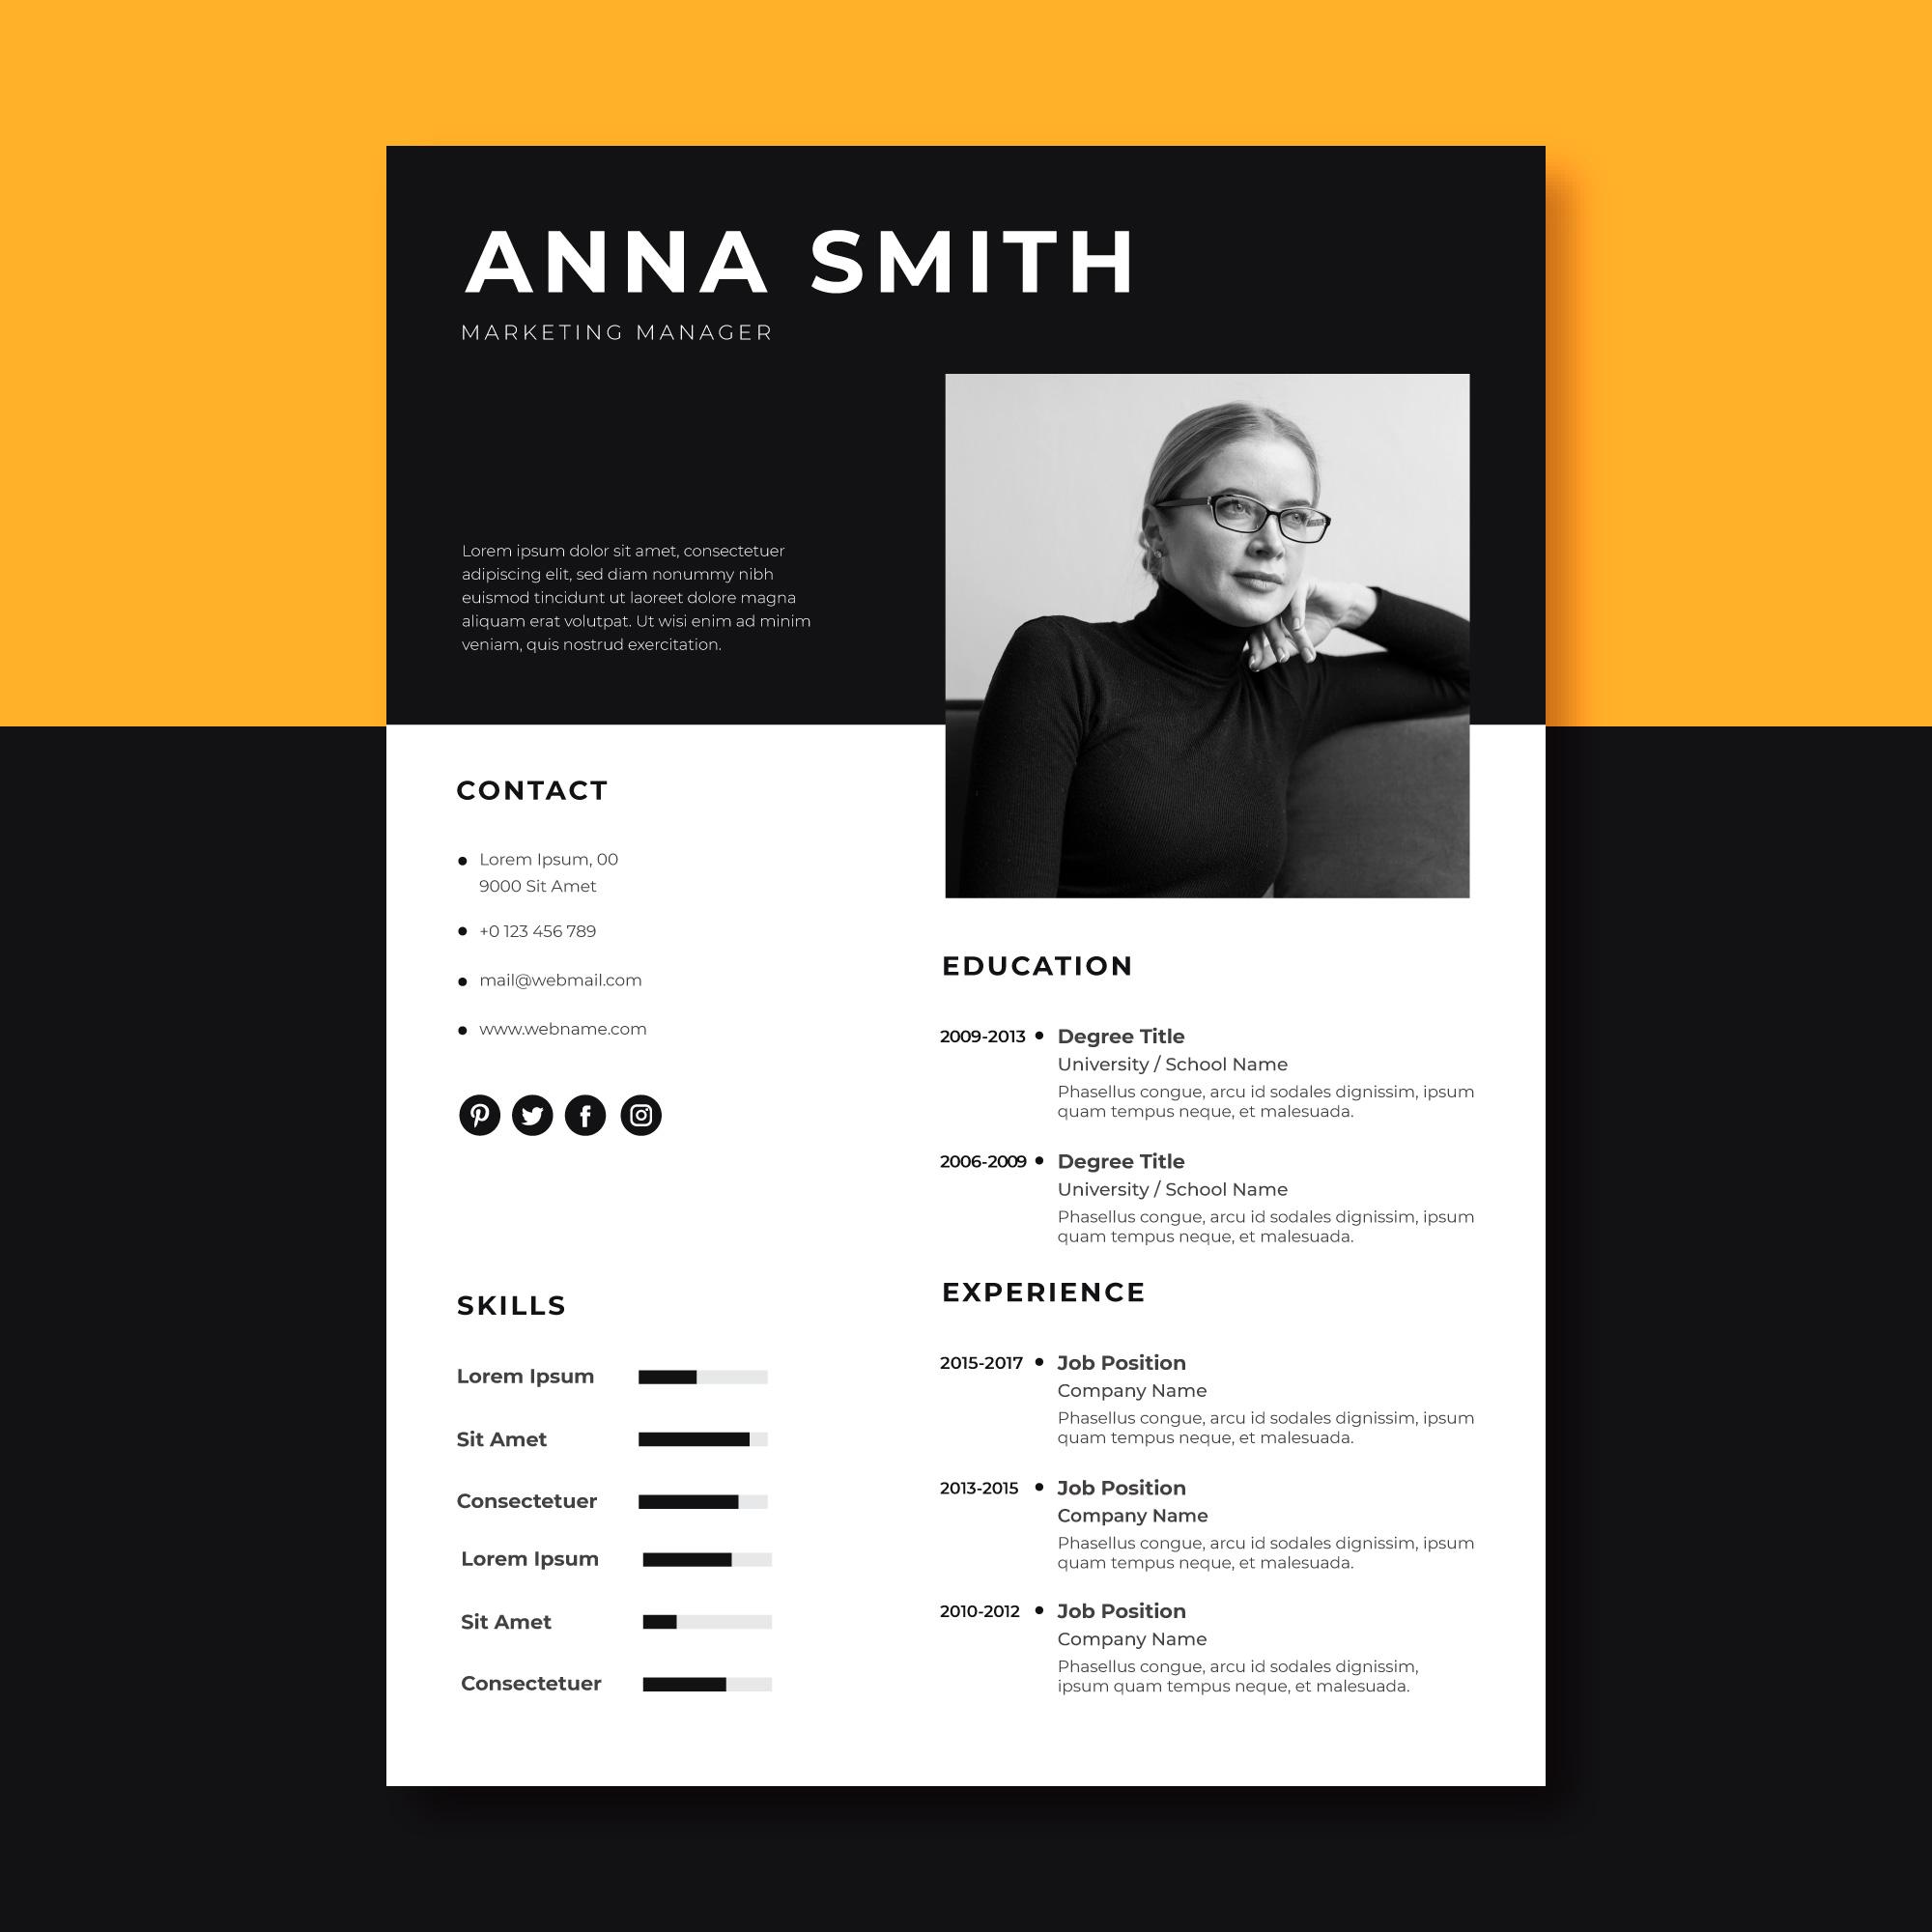 ANNA SMITH
MARKETING MANAGER
Lorem ipsum dolor sit amet, consectetuer
adipiscing elit, sed diam nonummy nibh
euismod tincidunt ut laoreet dolore magna
aliquam erat volutpat. Ut wisi enim ad minim
veniam, quis nostrud exercitation.
CONTACT
Lorem Ipsum, 00
9000 Sit Amet
+0 123 456 789
mail@webmail.com
www.webname.com
SKILLS
Lorem Ipsum
Sit Amet
Consectetuer
Lorem Ipsum
Sit Amet
Consectetuer
EDUCATION
2009-2013 Degree Title
University / School Name
Phasellus congue, arcu id sodales dignissim, ipsum
quam tempus neque, et malesuada.
2006-2009 Degree Title
University / School Name
Phasellus congue, arcu id sodales dignissim, ipsum
quam tempus neque, et malesuada.
EXPERIENCE
2015-2017 Job Position
Company Name
Phasellus congue, arcu id sodales dignissim, ipsum
quam tempus neque, et malesuada.
2013-2015 Job Position
Company Name
Phasellus congue, arcu id sodales dignissim, ipsum
quam tempus neque, et malesuada.
2010-2012 Job Position
Company Name
Phasellus congue, arcu id sodales dignissim,
ipsum quam tempus neque, et malesuada.